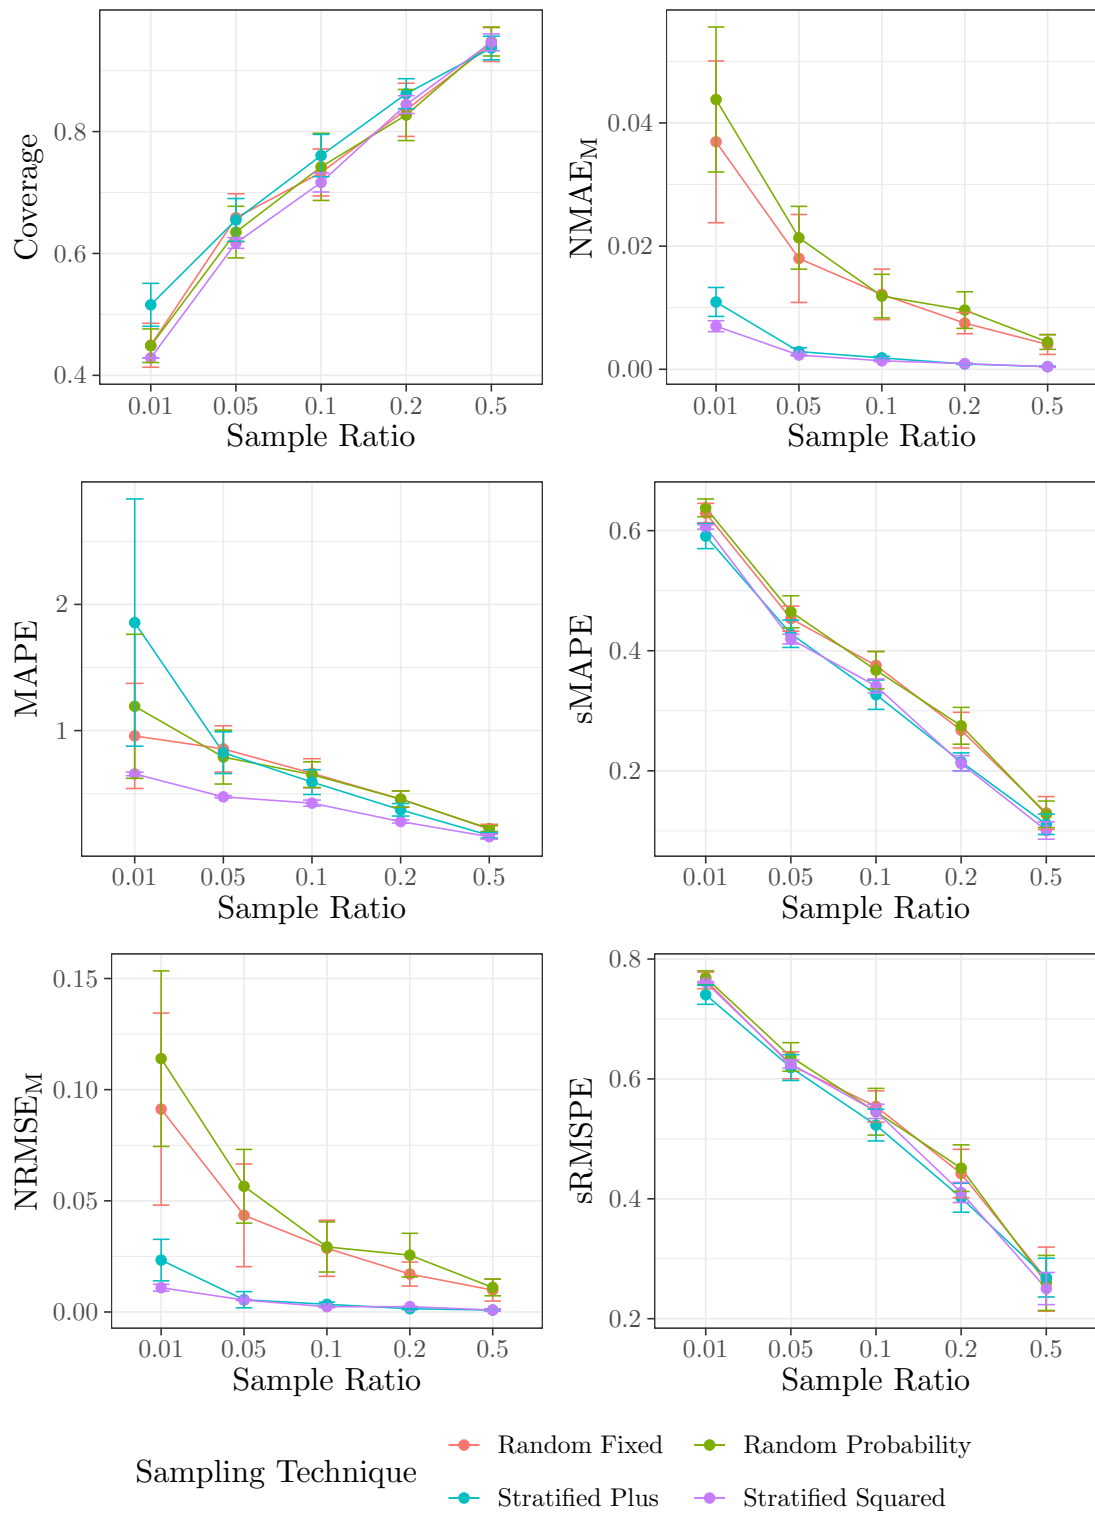 Coverage
0.8
0.6
0.4
0.01 0.05 0.1 0.2 0.5
Sample Ratio
NMAE_M
0.04
0.02
0.00
0.01 0.05 0.1 0.2 0.5
Sample Ratio
MAPE
2
1
0.01 0.05 0.1 0.2 0.5
Sample Ratio
sMAPE
0.6
0.4
0.2
0.01 0.05 0.1 0.2 0.5
Sample Ratio
NRMSE_M
0.15
0.10
0.05
0.00
0.01 0.05 0.1 0.2 0.5
Sample Ratio
sRMSPE
0.8
0.6
0.4
0.2
0.01 0.05 0.1 0.2 0.5
Sample Ratio
Sampling Technique
Random Fixed Random Probability
Stratified Plus Stratified Squared